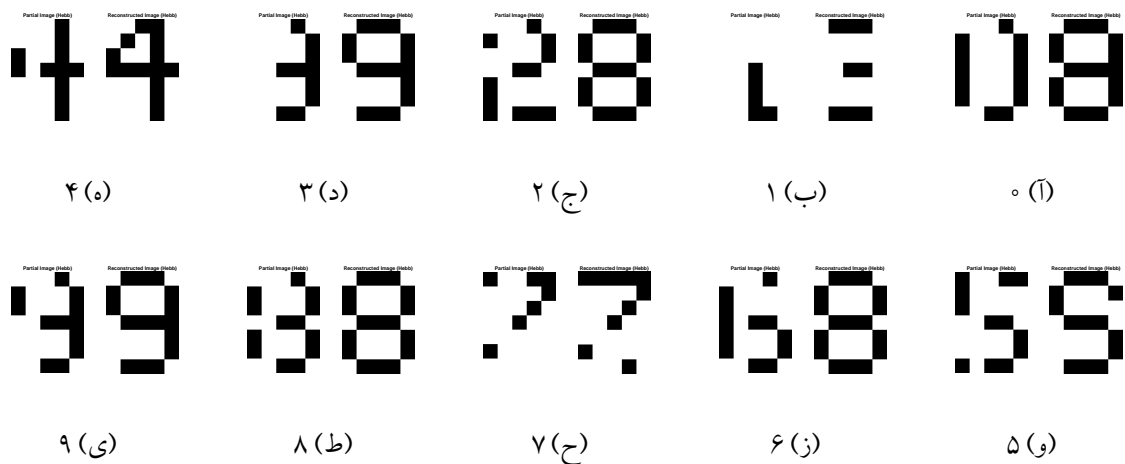 Partial Image (Hebb) Reconstructed Image (Hebb) Partial Image (Hebb) Reconstructed Image (Hebb) Partial Image (Hebb) Reconstructed Image (Hebb) Partial Image (Hebb) Reconstructed Image (Hebb) Partial Image (Hebb) Reconstructed Image (Hebb)
(آ) ۰ (ب) ۱ (ج) ۲ (د) ۳ (ه) ۴
Partial Image (Hebb) Reconstructed Image (Hebb) Partial Image (Hebb) Reconstructed Image (Hebb) Partial Image (Hebb) Reconstructed Image (Hebb) Partial Image (Hebb) Reconstructed Image (Hebb) Partial Image (Hebb) Reconstructed Image (Hebb)
(و) ۵ (ز) ۶ (ح) ۷ (ط) ۸ (ی) ۹